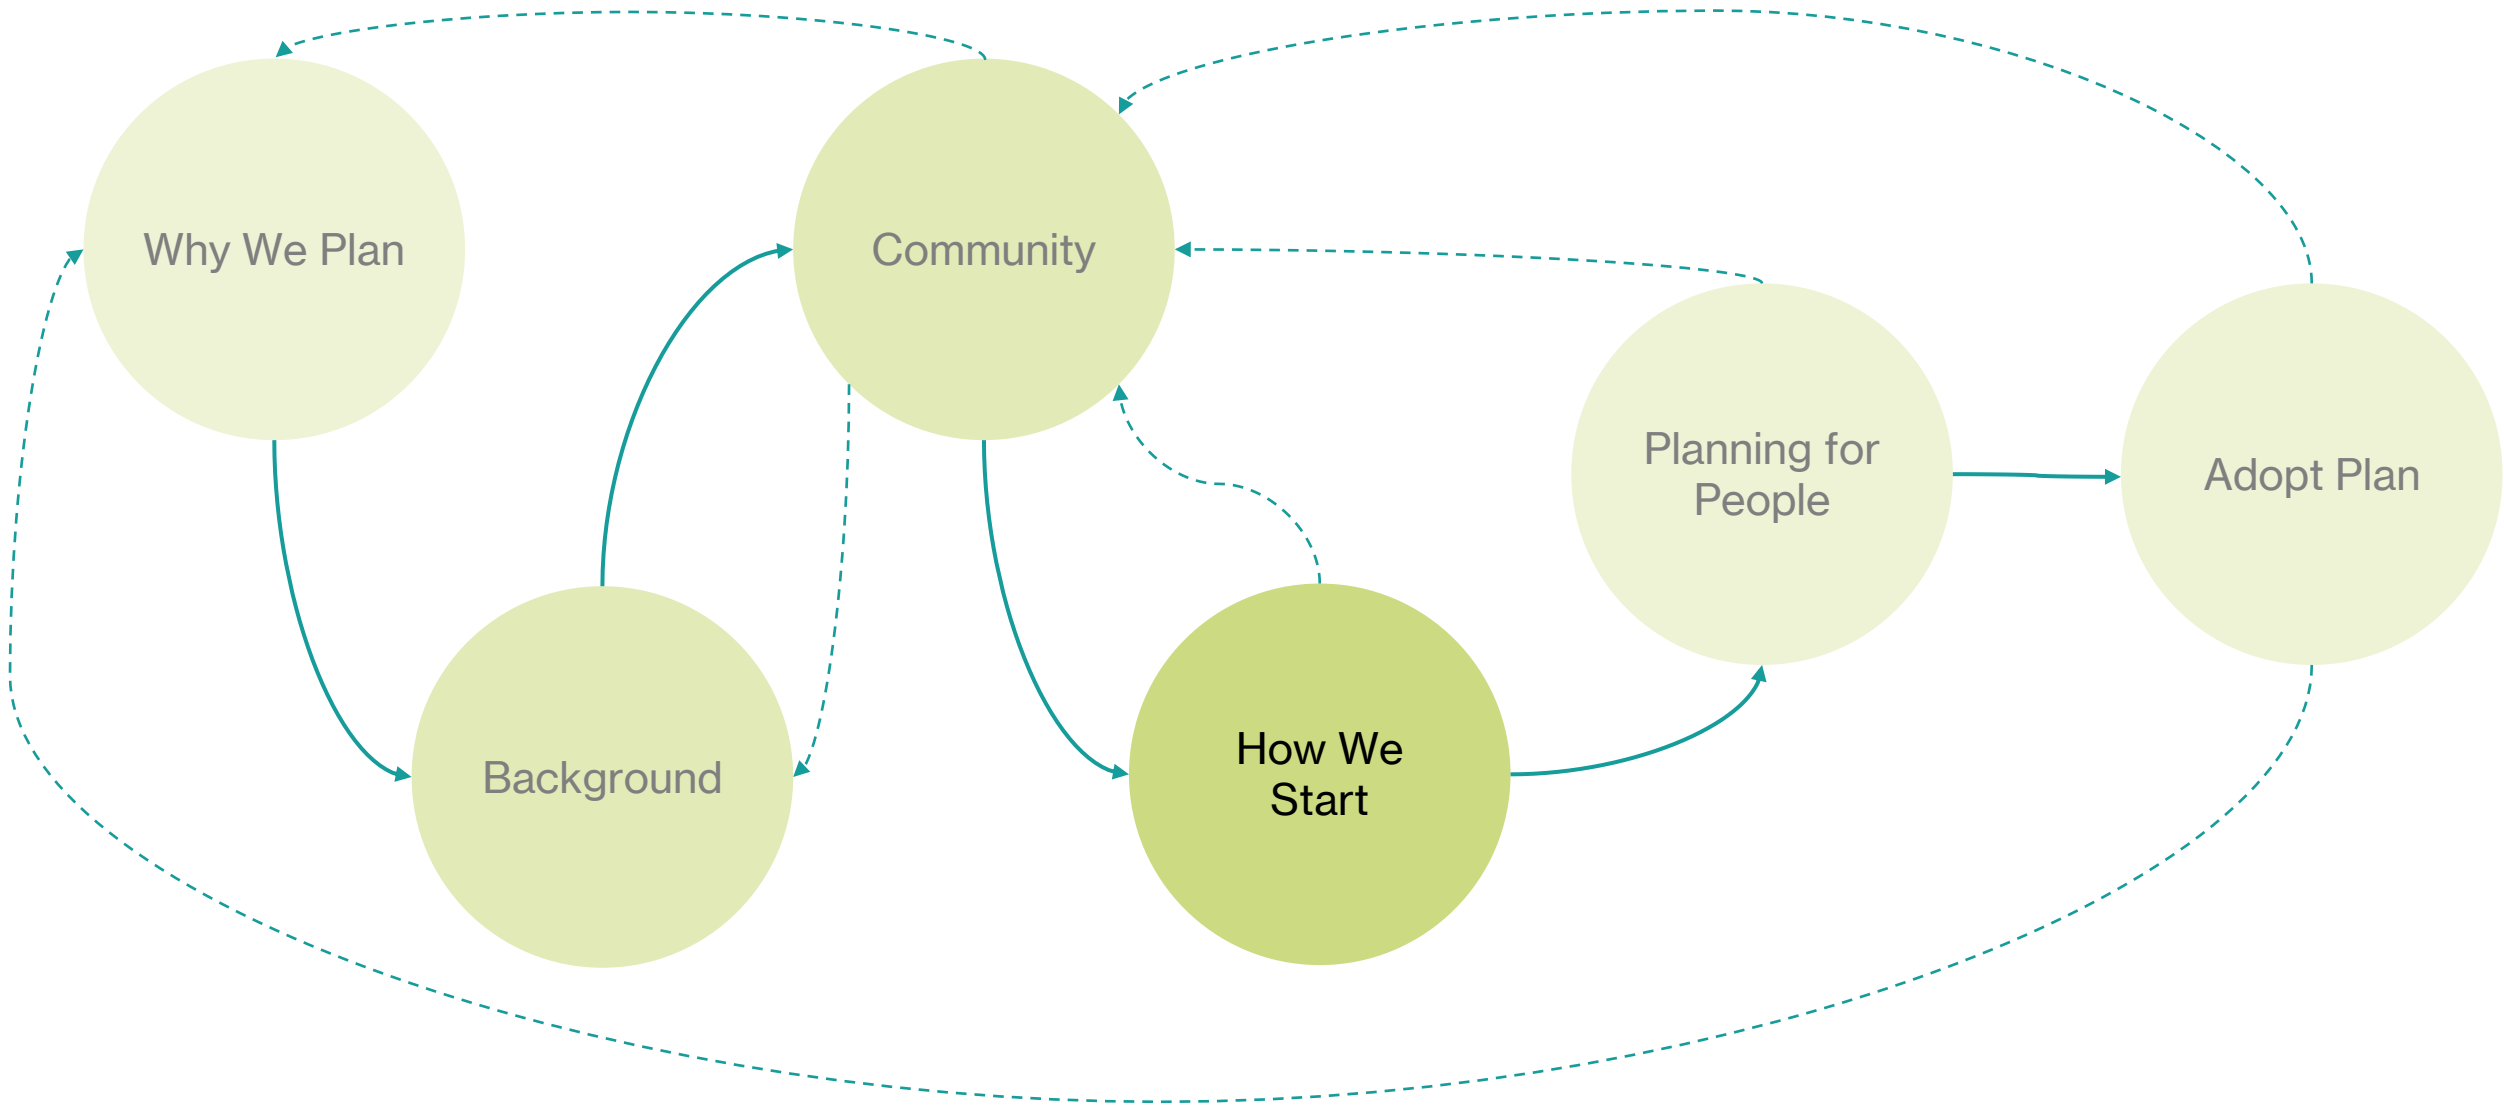 Why We Plan
Community
Planning for
People
Adopt Plan
Background
How We
Start